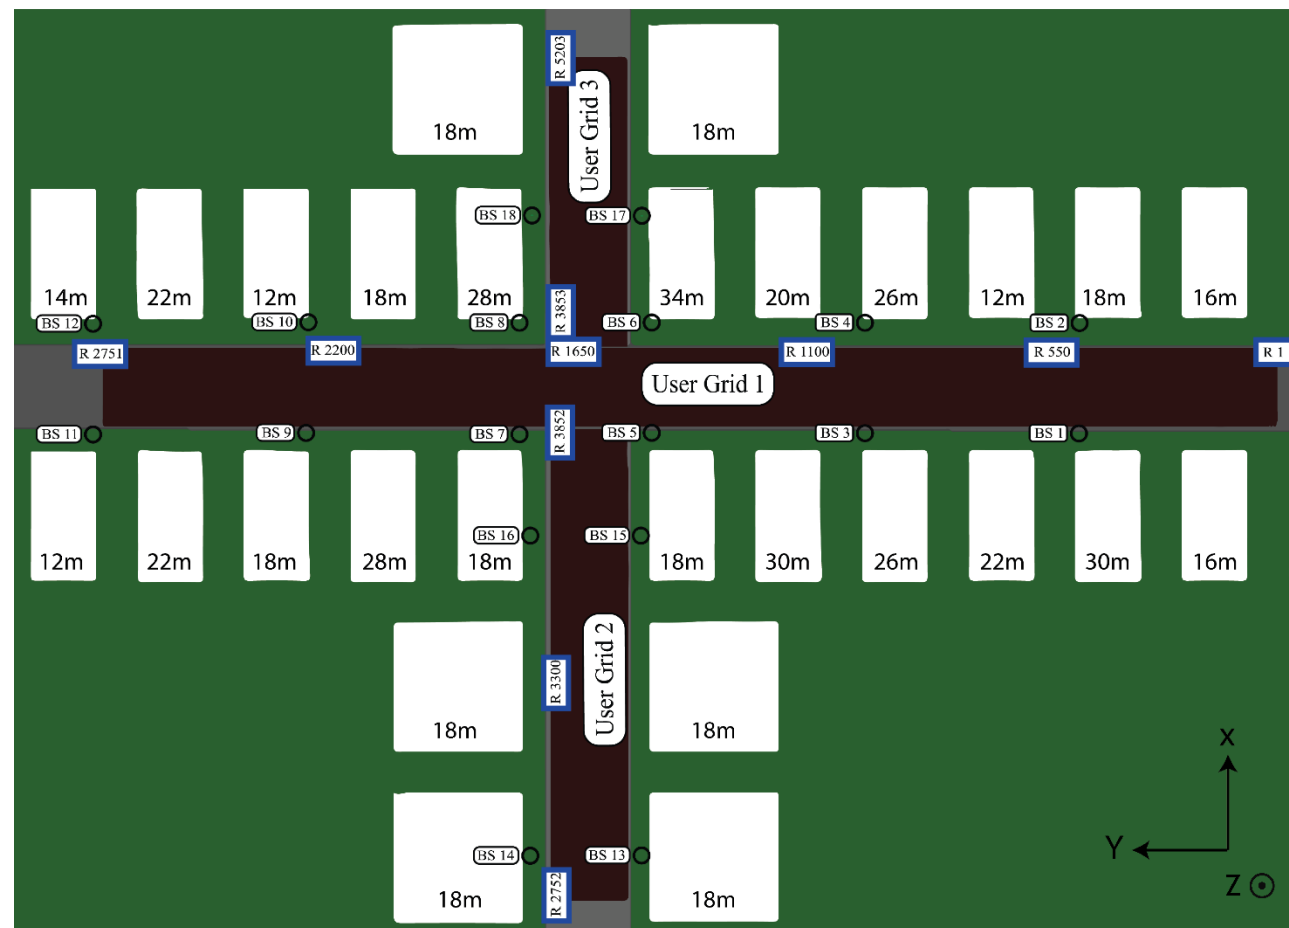 R 5203
User Grid 3
18m
18m
BS 18
BS 17
14m
22m
12m
18m
28m
34m
20m
26m
12m
18m
16m
BS 12
BS 10
BS 8
R 3853
BS 6
BS 4
BS 2
R 2751
R 2200
R 1650
R 1100
R 550
R 1
User Grid 1
BS 11
BS 9
BS 7
R 3852
BS 5
BS 3
BS 1
BS 16
BS 15
12m
22m
18m
28m
18m
18m
30m
26m
22m
30m
16m
R 3300
User Grid 2
18m
18m
X
Y
Z
BS 14
BS 13
R 2752
18m
18m